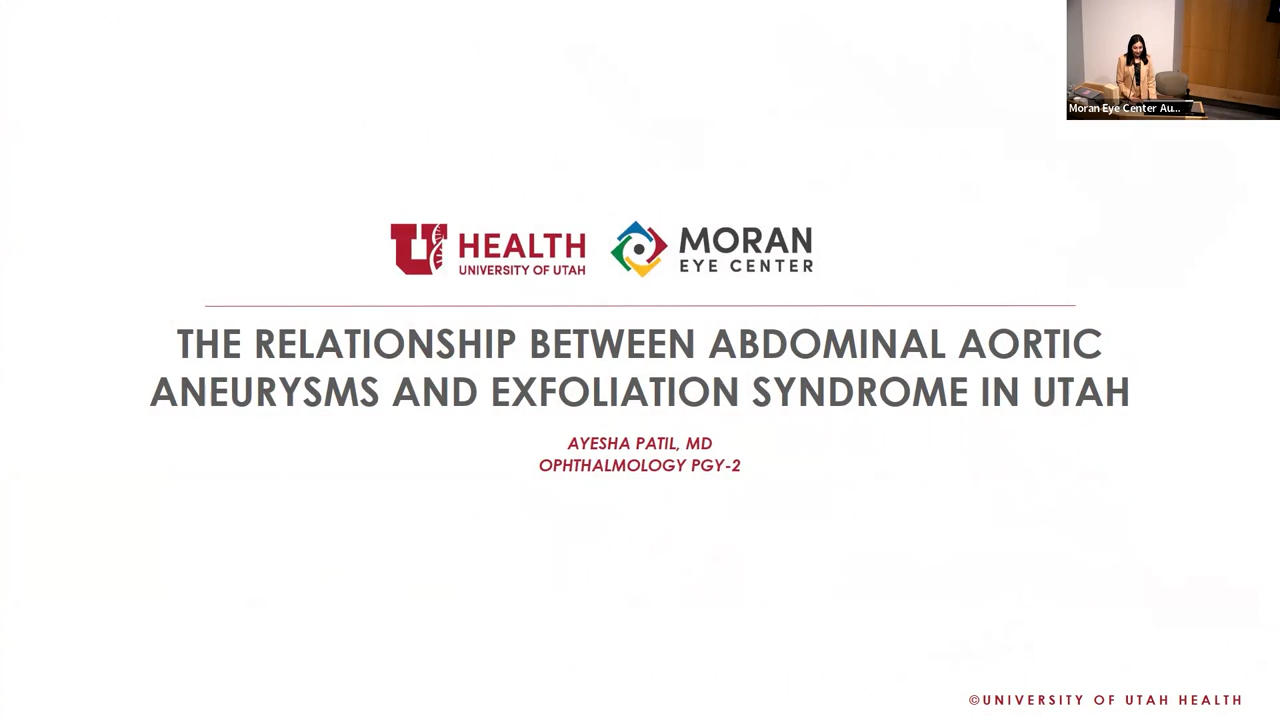 Moran Eye Center Au...
HEALTH
UNIVERSITY OF UTAH
MORAN
EYE CENTER
THE RELATIONSHIP BETWEEN ABDOMINAL AORTIC
ANEURYSMS AND EXFOLIATION SYNDROME IN UTAH
AYESHA PATIL, MD
OPHTHALMOLOGY PGY-2
©UNIVERSITY OF UTAH HEALTH